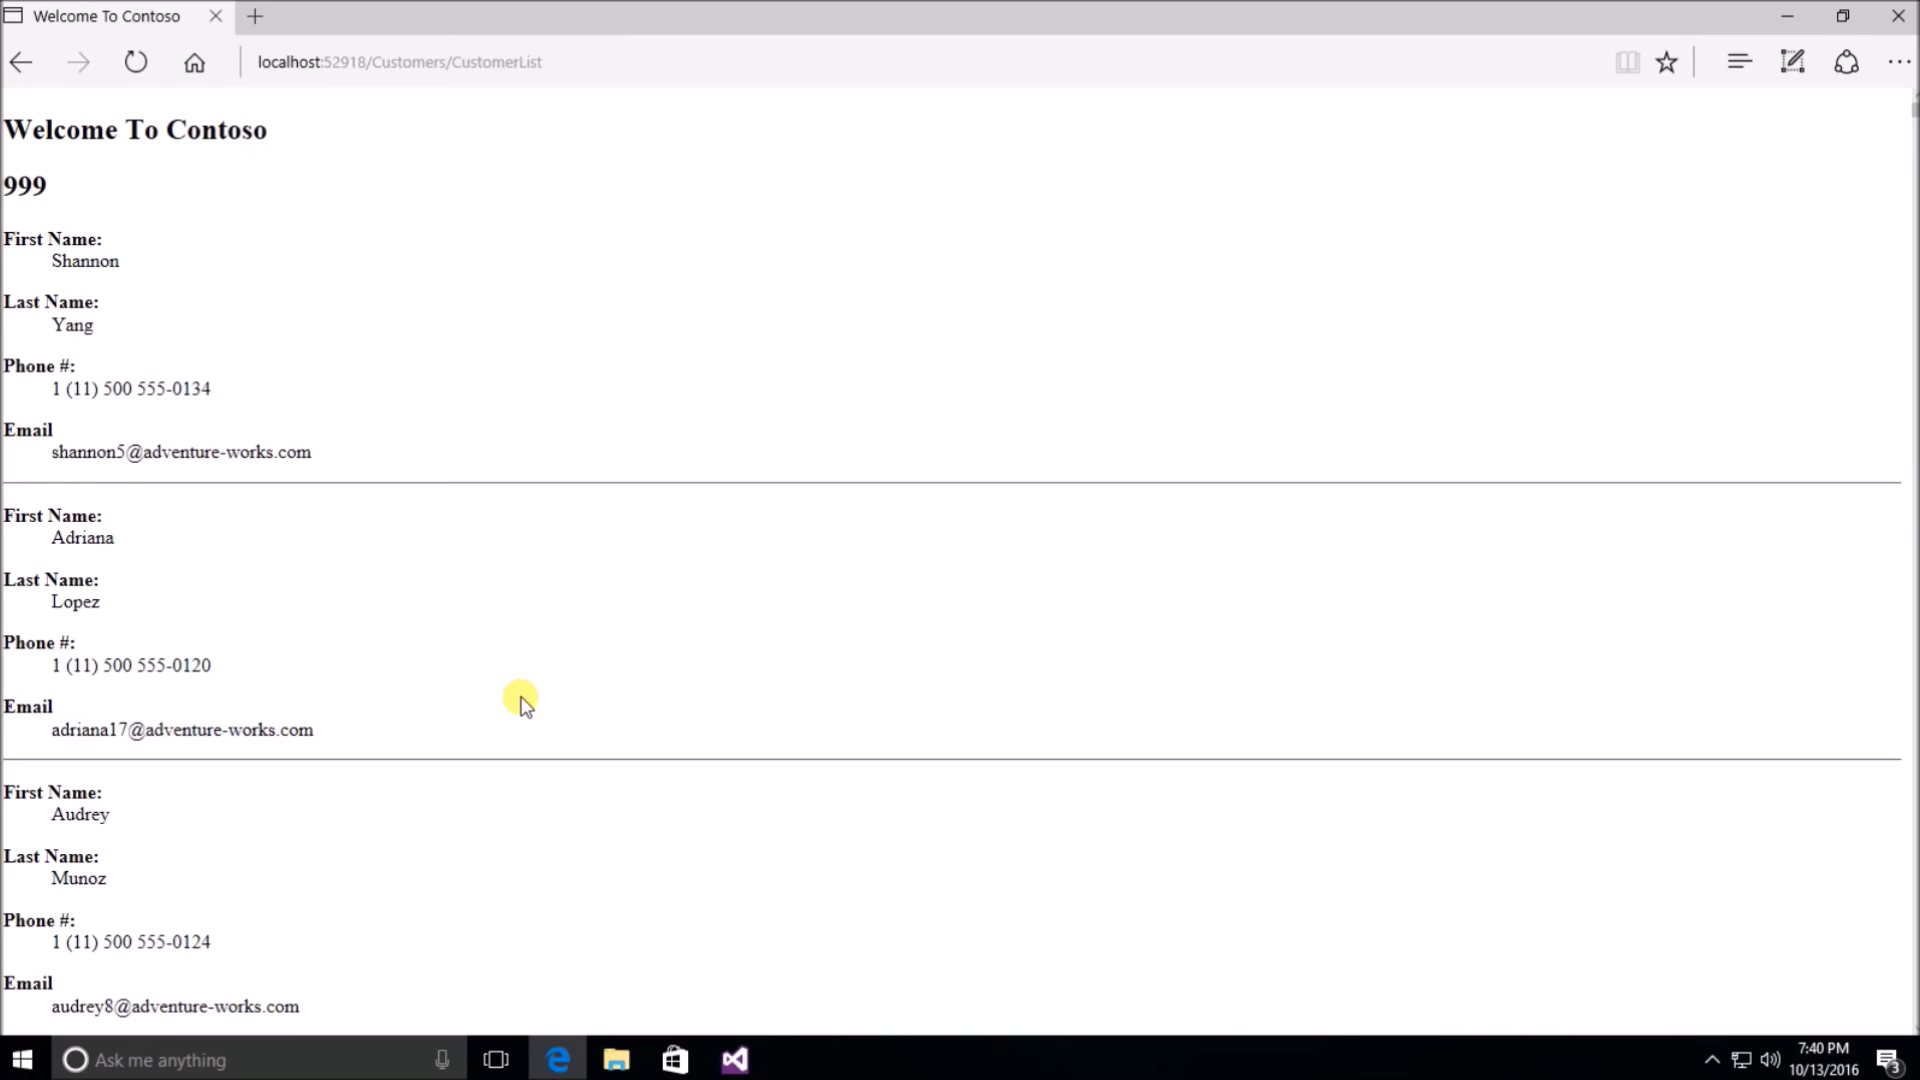 Welcome To Contoso
localhost:52918/Customers/CustomerList
Welcome To Contoso
999
First Name:
Shannon
Last Name:
Yang
Phone #:
1 (11) 500 555-0134
Email
shannon5@adventure-works.com
First Name:
Adriana
Last Name:
Lopez
Phone #:
1 (11) 500 555-0120
Email
adriana17@adventure-works.com
First Name:
Audrey
Last Name:
Munoz
Phone #:
1 (11) 500 555-0124
Email
audrey8@adventure-works.com
Ask me anything
7:40 PM
10/13/2016
3